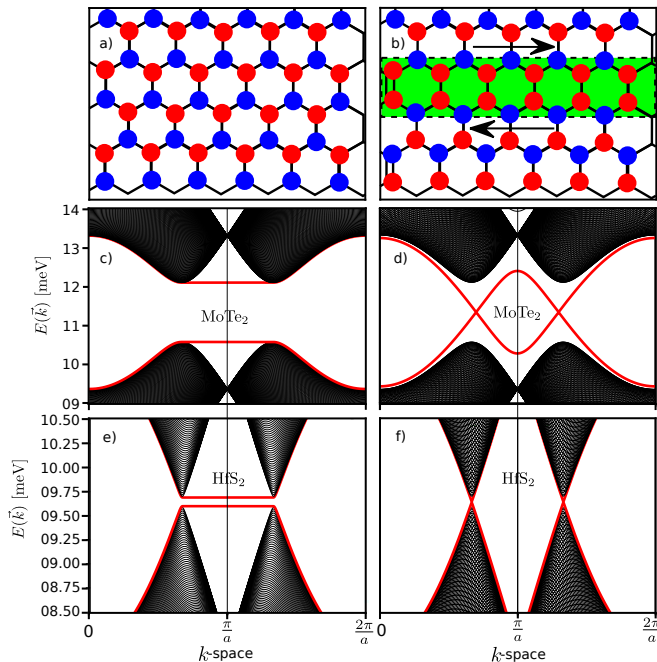 a)
b)
14
13
12
11
10
09
E(k⃗) [meV]
c)
MoTe₂
d)
MoTe₂
10.50
10.25
10.00
09.75
09.50
09.25
09.00
08.75
08.50
E(k⃗) [meV]
e)
HfS₂
f)
HfS₂
0
π/a
2π/a
0
π/a
2π/a
k-space
k-space